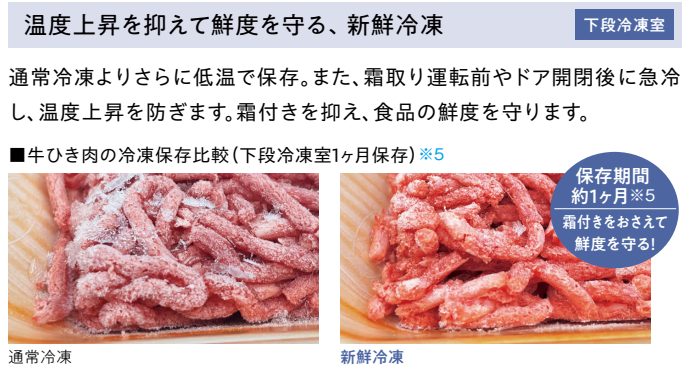 温度上昇を抑えて鮮度を守る、新鮮冷凍
下段冷凍室
通常冷凍よりさらに低温で保存。また、霜取り運転前やドア開閉後に急冷
し、温度上昇を防ぎます。霜付きを抑え、食品の鮮度を守ります。
■牛ひき肉の冷凍保存比較(下段冷凍室1ヶ月保存)※5
保存期間
約1ヶ月※5
霜付きをおさえて
鮮度を守る!
通常冷凍
新鮮冷凍